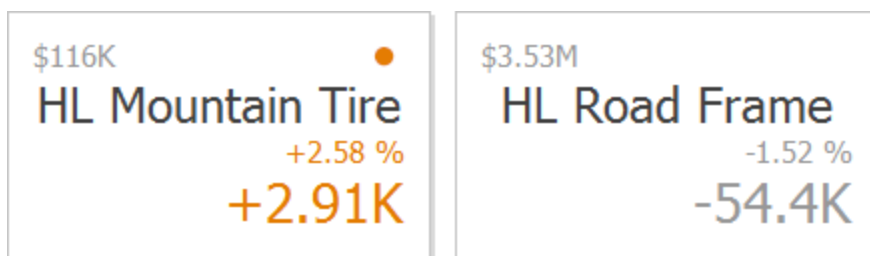 $116K
HL Mountain Tire
+2.58 %
+2.91K
$3.53M
HL Road Frame
-1.52 %
-54.4K